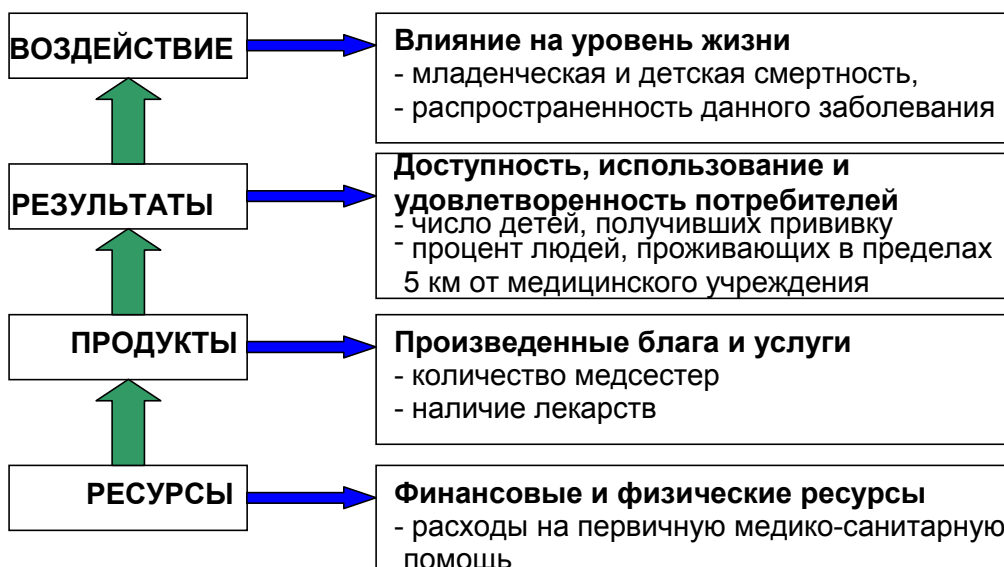 ВОЗДЕЙСТВИЕ
Влияние на уровень жизни
- младенческая и детская смертность,
- распространенность данного заболевания
РЕЗУЛЬТАТЫ
Доступность, использование и
удовлетворенность потребителей
- число детей, получивших прививку
- процент людей, проживающих в пределах
5 км от медицинского учреждения
ПРОДУКТЫ
Произведенные блага и услуги
- количество медсестер
- наличие лекарств
РЕСУРСЫ
Финансовые и физические ресурсы
- расходы на первичную медико-санитарную
помощь